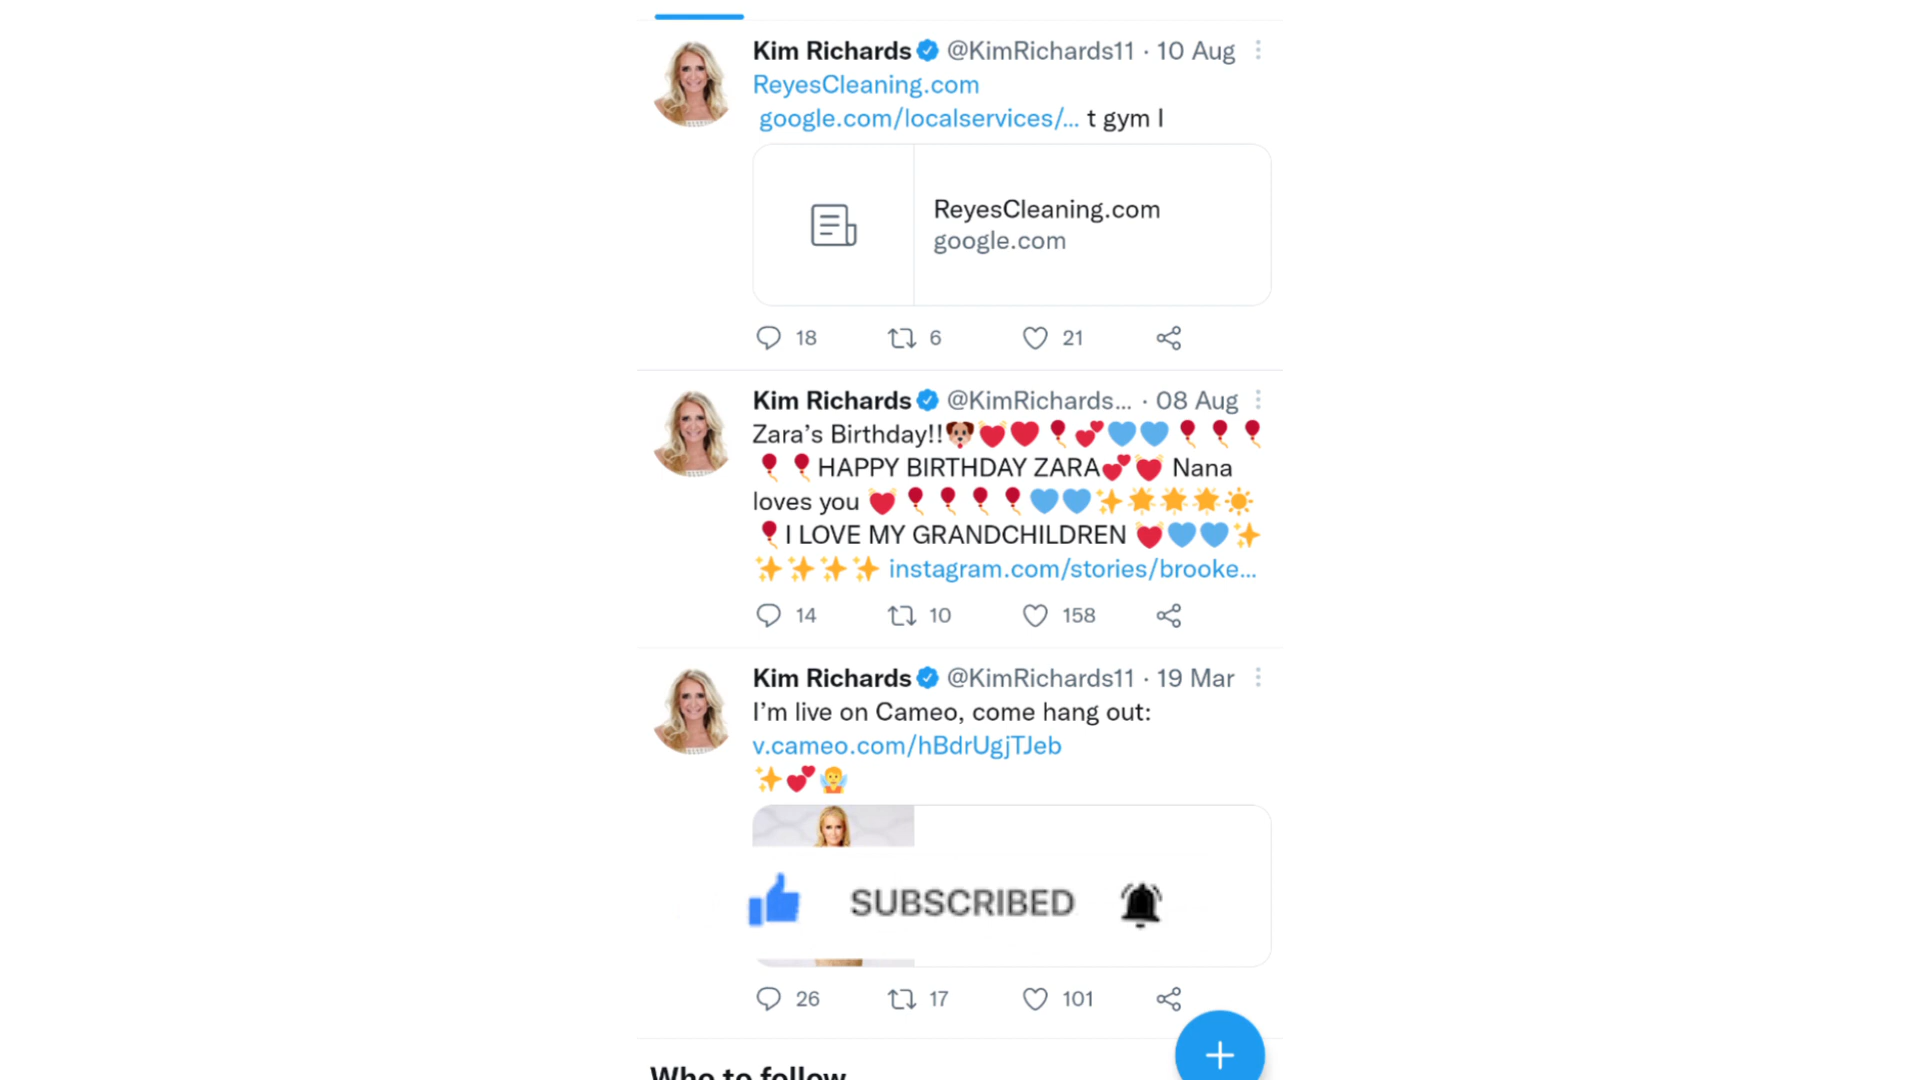 Kim Richards @KimRichards11 · 10 Aug
ReyesCleaning.com
google.com/localservices/... t gym l
ReyesCleaning.com
google.com
18 6 21
Kim Richards @KimRichards... · 08 Aug
Zara's Birthday!!🐶💓❤️🎈💕💙💙🎈🎈🎈
🎈🎈HAPPY BIRTHDAY ZARA💕💓 Nana
loves you 💓🎈🎈🎈🎈💙💙✨🌟🌟🌟☀️
🎈I LOVE MY GRANDCHILDREN 💓💙💙✨
✨✨✨✨ instagram.com/stories/brooke...
14 10 158
Kim Richards @KimRichards11 · 19 Mar
I'm live on Cameo, come hang out:
v.cameo.com/hBdrUgjTJeb
✨💕🧚
SUBSCRIBED
26 17 101
Who to follow